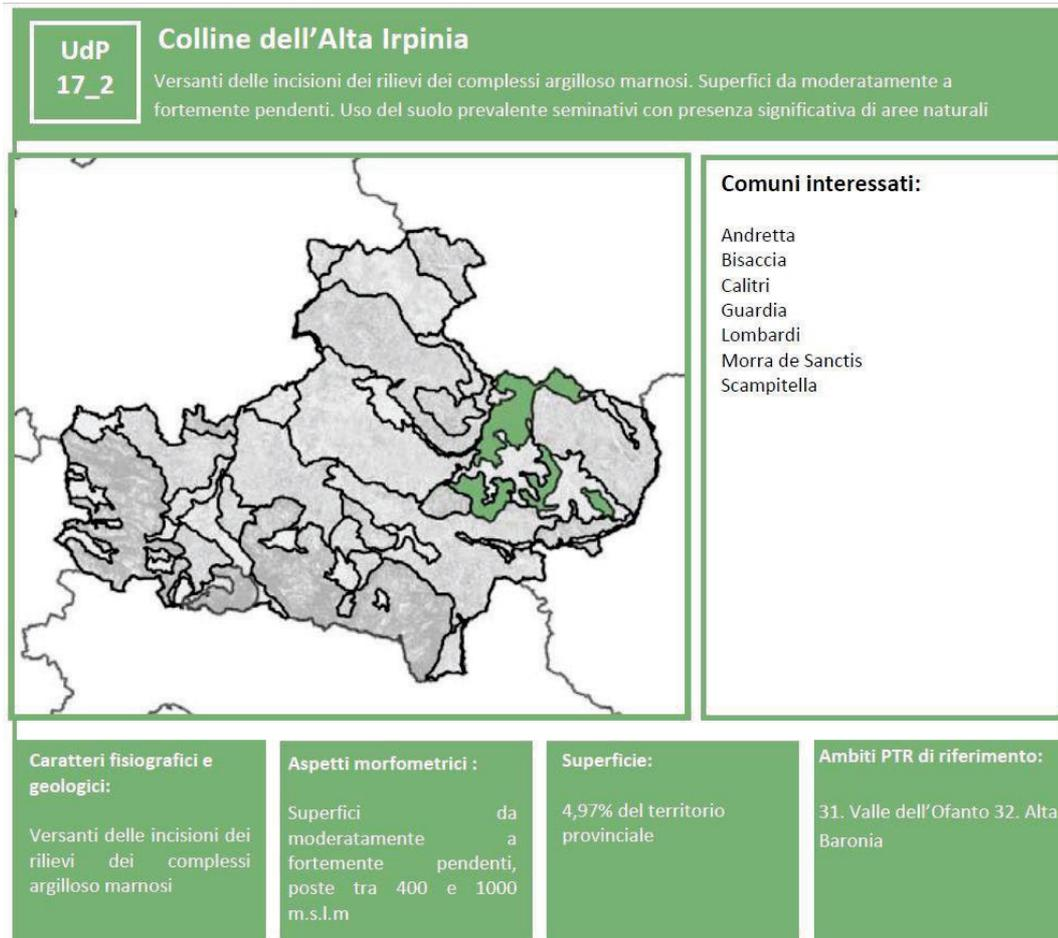 UdP
17_2
Colline dell'Alta Irpinia
Versanti delle incisioni dei rilievi dei complessi argilloso marnosi. Superfici da moderatamente a
fortemente pendenti. Uso del suolo prevalente seminativi con presenza significativa di aree naturali
Comuni interessati:
Andretta
Bisaccia
Calitri
Guardia
Lombardi
Morra de Sanctis
Scampitella
Caratteri fisiografici e
geologici:
Versanti delle incisioni dei
rilievi dei complessi
argilloso marnosi
Aspetti morfometrici :
Superfici da
moderatamente a
fortemente pendenti,
poste tra 400 e 1000
m.s.l.m
Superficie:
4,97% del territorio
provinciale
Ambiti PTR di riferimento:
31. Valle dell'Ofanto 32. Alta
Baronia